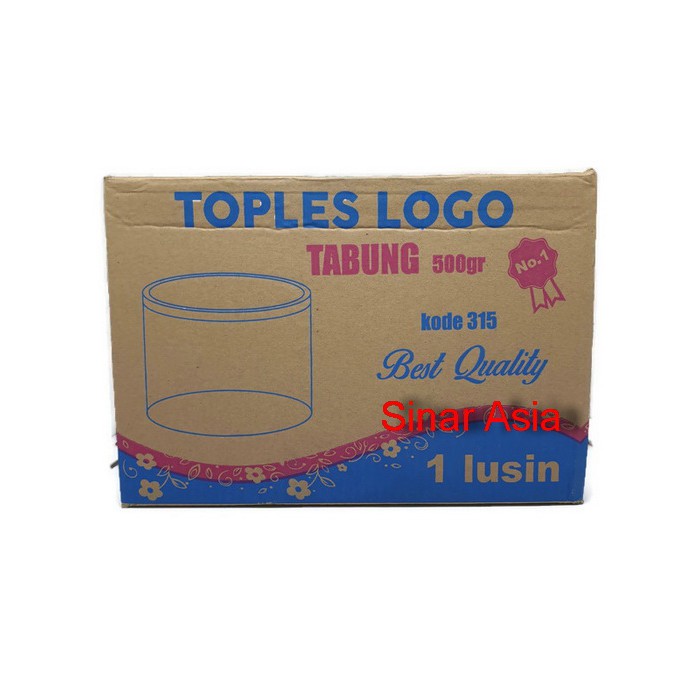 TOPLES LOGO
TABUNG 500gr
No.1
kode 315
Best Quality
Sinar Asia
1 lusin